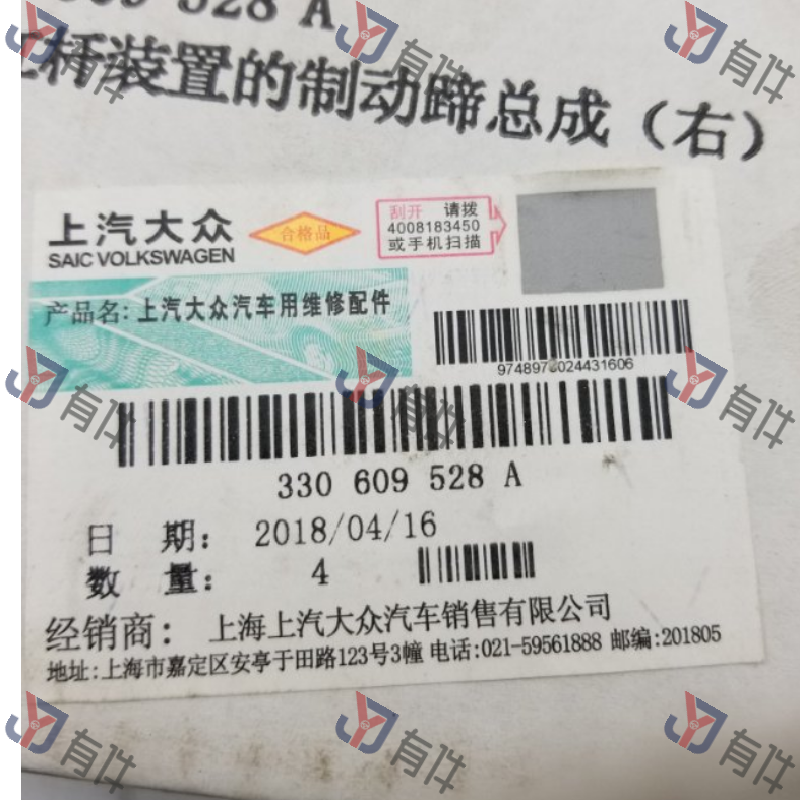 528 A
杆装置的制动蹄总成（右）
上汽大众
SAIC VOLKSWAGEN
合格品
刮开 请拨
4008183450
或手机扫描
产品名: 上汽大众汽车用维修配件
330 609 528 A
日 期: 2018/04/16
数 量: 4
经销商: 上海上汽大众汽车销售有限公司
地址:上海市嘉定区安亭于田路123号3幢 电话:021-59561888 邮编:201805
有件